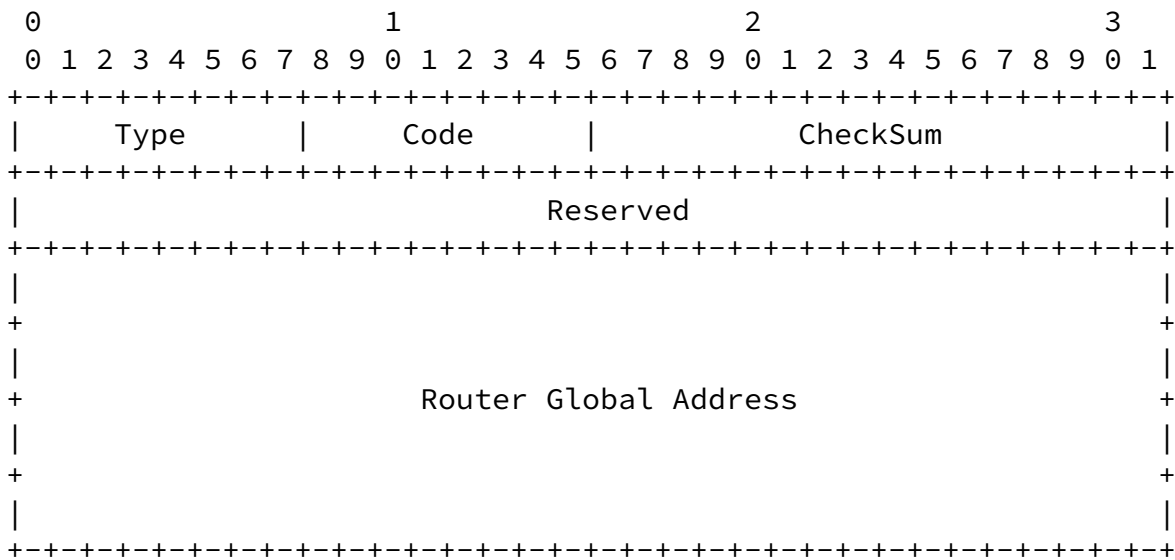 0                   1                   2                   3
0 1 2 3 4 5 6 7 8 9 0 1 2 3 4 5 6 7 8 9 0 1 2 3 4 5 6 7 8 9 0 1
+-+-+-+-+-+-+-+-+-+-+-+-+-+-+-+-+-+-+-+-+-+-+-+-+-+-+-+-+-+-+-+-+
|     Type      |     Code      |           CheckSum            |
+-+-+-+-+-+-+-+-+-+-+-+-+-+-+-+-+-+-+-+-+-+-+-+-+-+-+-+-+-+-+-+-+
|                             Reserved                          |
+-+-+-+-+-+-+-+-+-+-+-+-+-+-+-+-+-+-+-+-+-+-+-+-+-+-+-+-+-+-+-+-+
|                                                               |
+                                                               +
|                                                               |
+                      Router Global Address                    +
|                                                               |
+                                                               +
|                                                               |
+-+-+-+-+-+-+-+-+-+-+-+-+-+-+-+-+-+-+-+-+-+-+-+-+-+-+-+-+-+-+-+-+